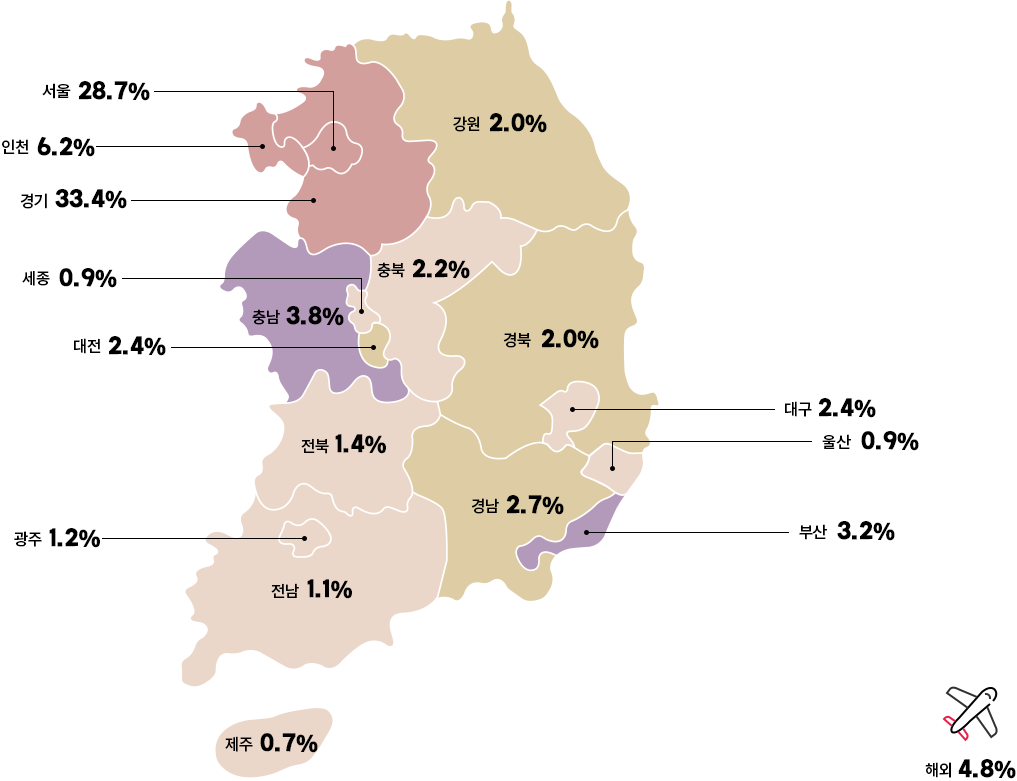 서울 28.7%
강원 2.0%
인천 6.2%
경기 33.4%
충북 2.2%
세종 0.9%
충남 3.8%
경북 2.0%
대전 2.4%
대구 2.4%
울산 0.9%
전북 1.4%
경남 2.7%
부산 3.2%
광주 1.2%
전남 1.1%
제주 0.7%
해외 4.8%